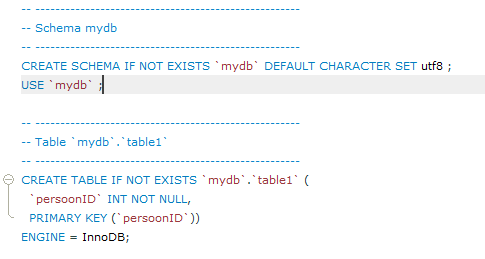 -- -----------------------------------------------------
-- Schema mydb
-- -----------------------------------------------------
CREATE SCHEMA IF NOT EXISTS `mydb` DEFAULT CHARACTER SET utf8 ;
USE `mydb` ;
-- -----------------------------------------------------
-- Table `mydb`.`table1`
-- -----------------------------------------------------
CREATE TABLE IF NOT EXISTS `mydb`.`table1` (
  `persoonID` INT NOT NULL,
  PRIMARY KEY (`persoonID`))
ENGINE = InnoDB;